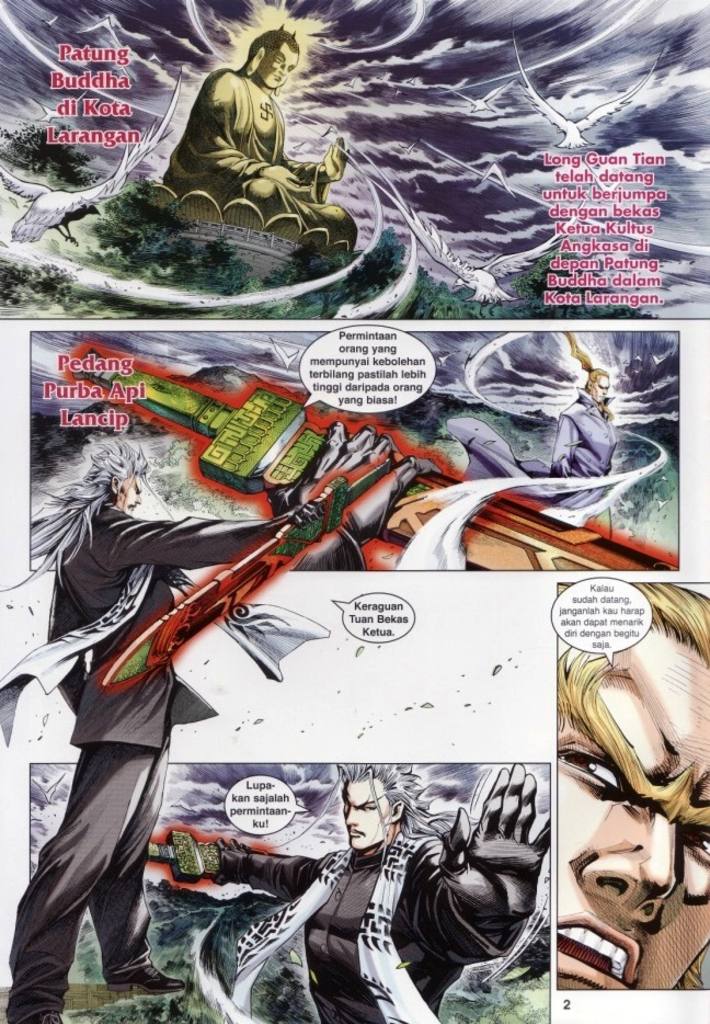 Patung
Buddha
di Kota
Larangan
Long Guan Tian
telah datang
untuk berjumpa
dengan bekas
Ketua Kultus
Angkasa di
depan Patung
Buddha dalam
Kota Larangan.
Pedang
Purba Api
Lancip
Permintaan
orang yang
mempunyai kebolehan
terbilang pastilah lebih
tinggi daripada orang
yang biasa!
Keraguan
Tuan Bekas
Ketua.
Kalau
sudah datang,
janganlah kau harap
akan dapat menarik
diri dengan begitu
saja.
Lupa-
kan sajalah
permintaan-
ku!
2